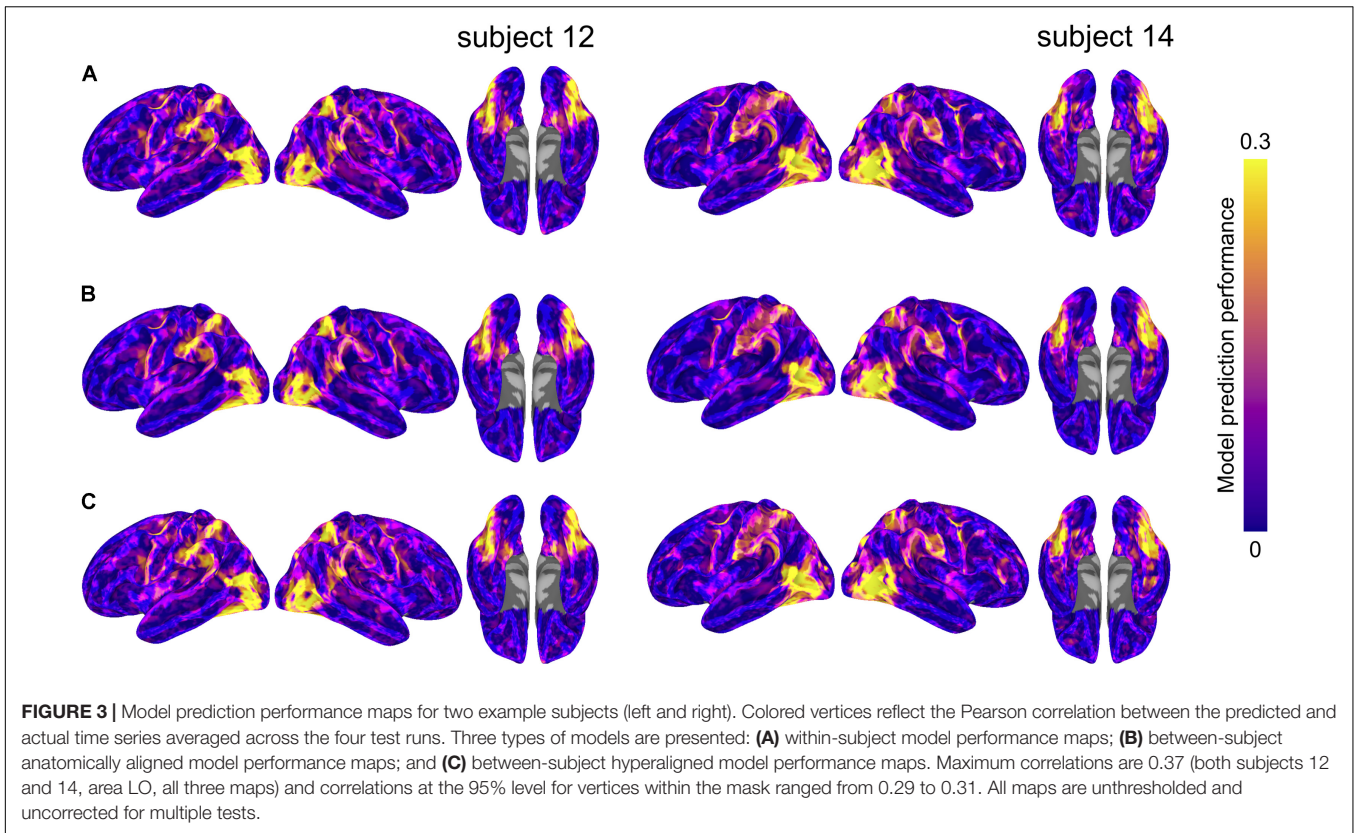 subject 12
subject 14
A
0.3
B
Model prediction performance
C
0
FIGURE 3 | Model prediction performance maps for two example subjects (left and right). Colored vertices reflect the Pearson correlation between the predicted and
actual time series averaged across the four test runs. Three types of models are presented: (A) within-subject model performance maps; (B) between-subject
anatomically aligned model performance maps; and (C) between-subject hyperaligned model performance maps. Maximum correlations are 0.37 (both subjects 12
and 14, area LO, all three maps) and correlations at the 95% level for vertices within the mask ranged from 0.29 to 0.31. All maps are unthresholded and
uncorrected for multiple tests.